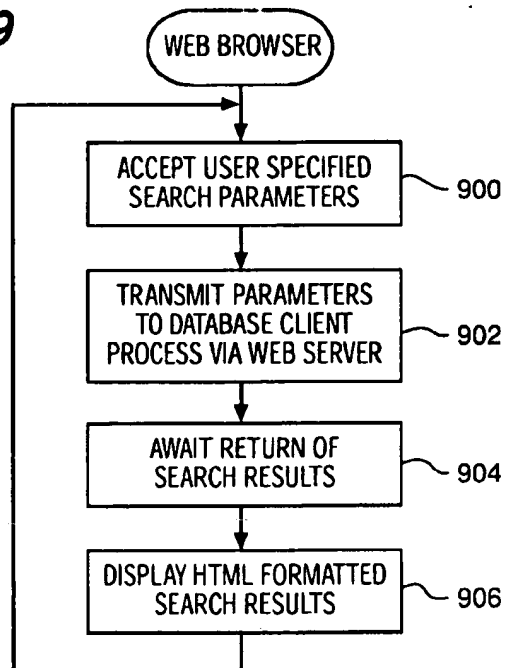 9
WEB BROWSER
ACCEPT USER SPECIFIED
SEARCH PARAMETERS
900
TRANSMIT PARAMETERS
TO DATABASE CLIENT
PROCESS VIA WEB SERVER
902
AWAIT RETURN OF
SEARCH RESULTS
904
DISPLAY HTML FORMATTED
SEARCH RESULTS
906